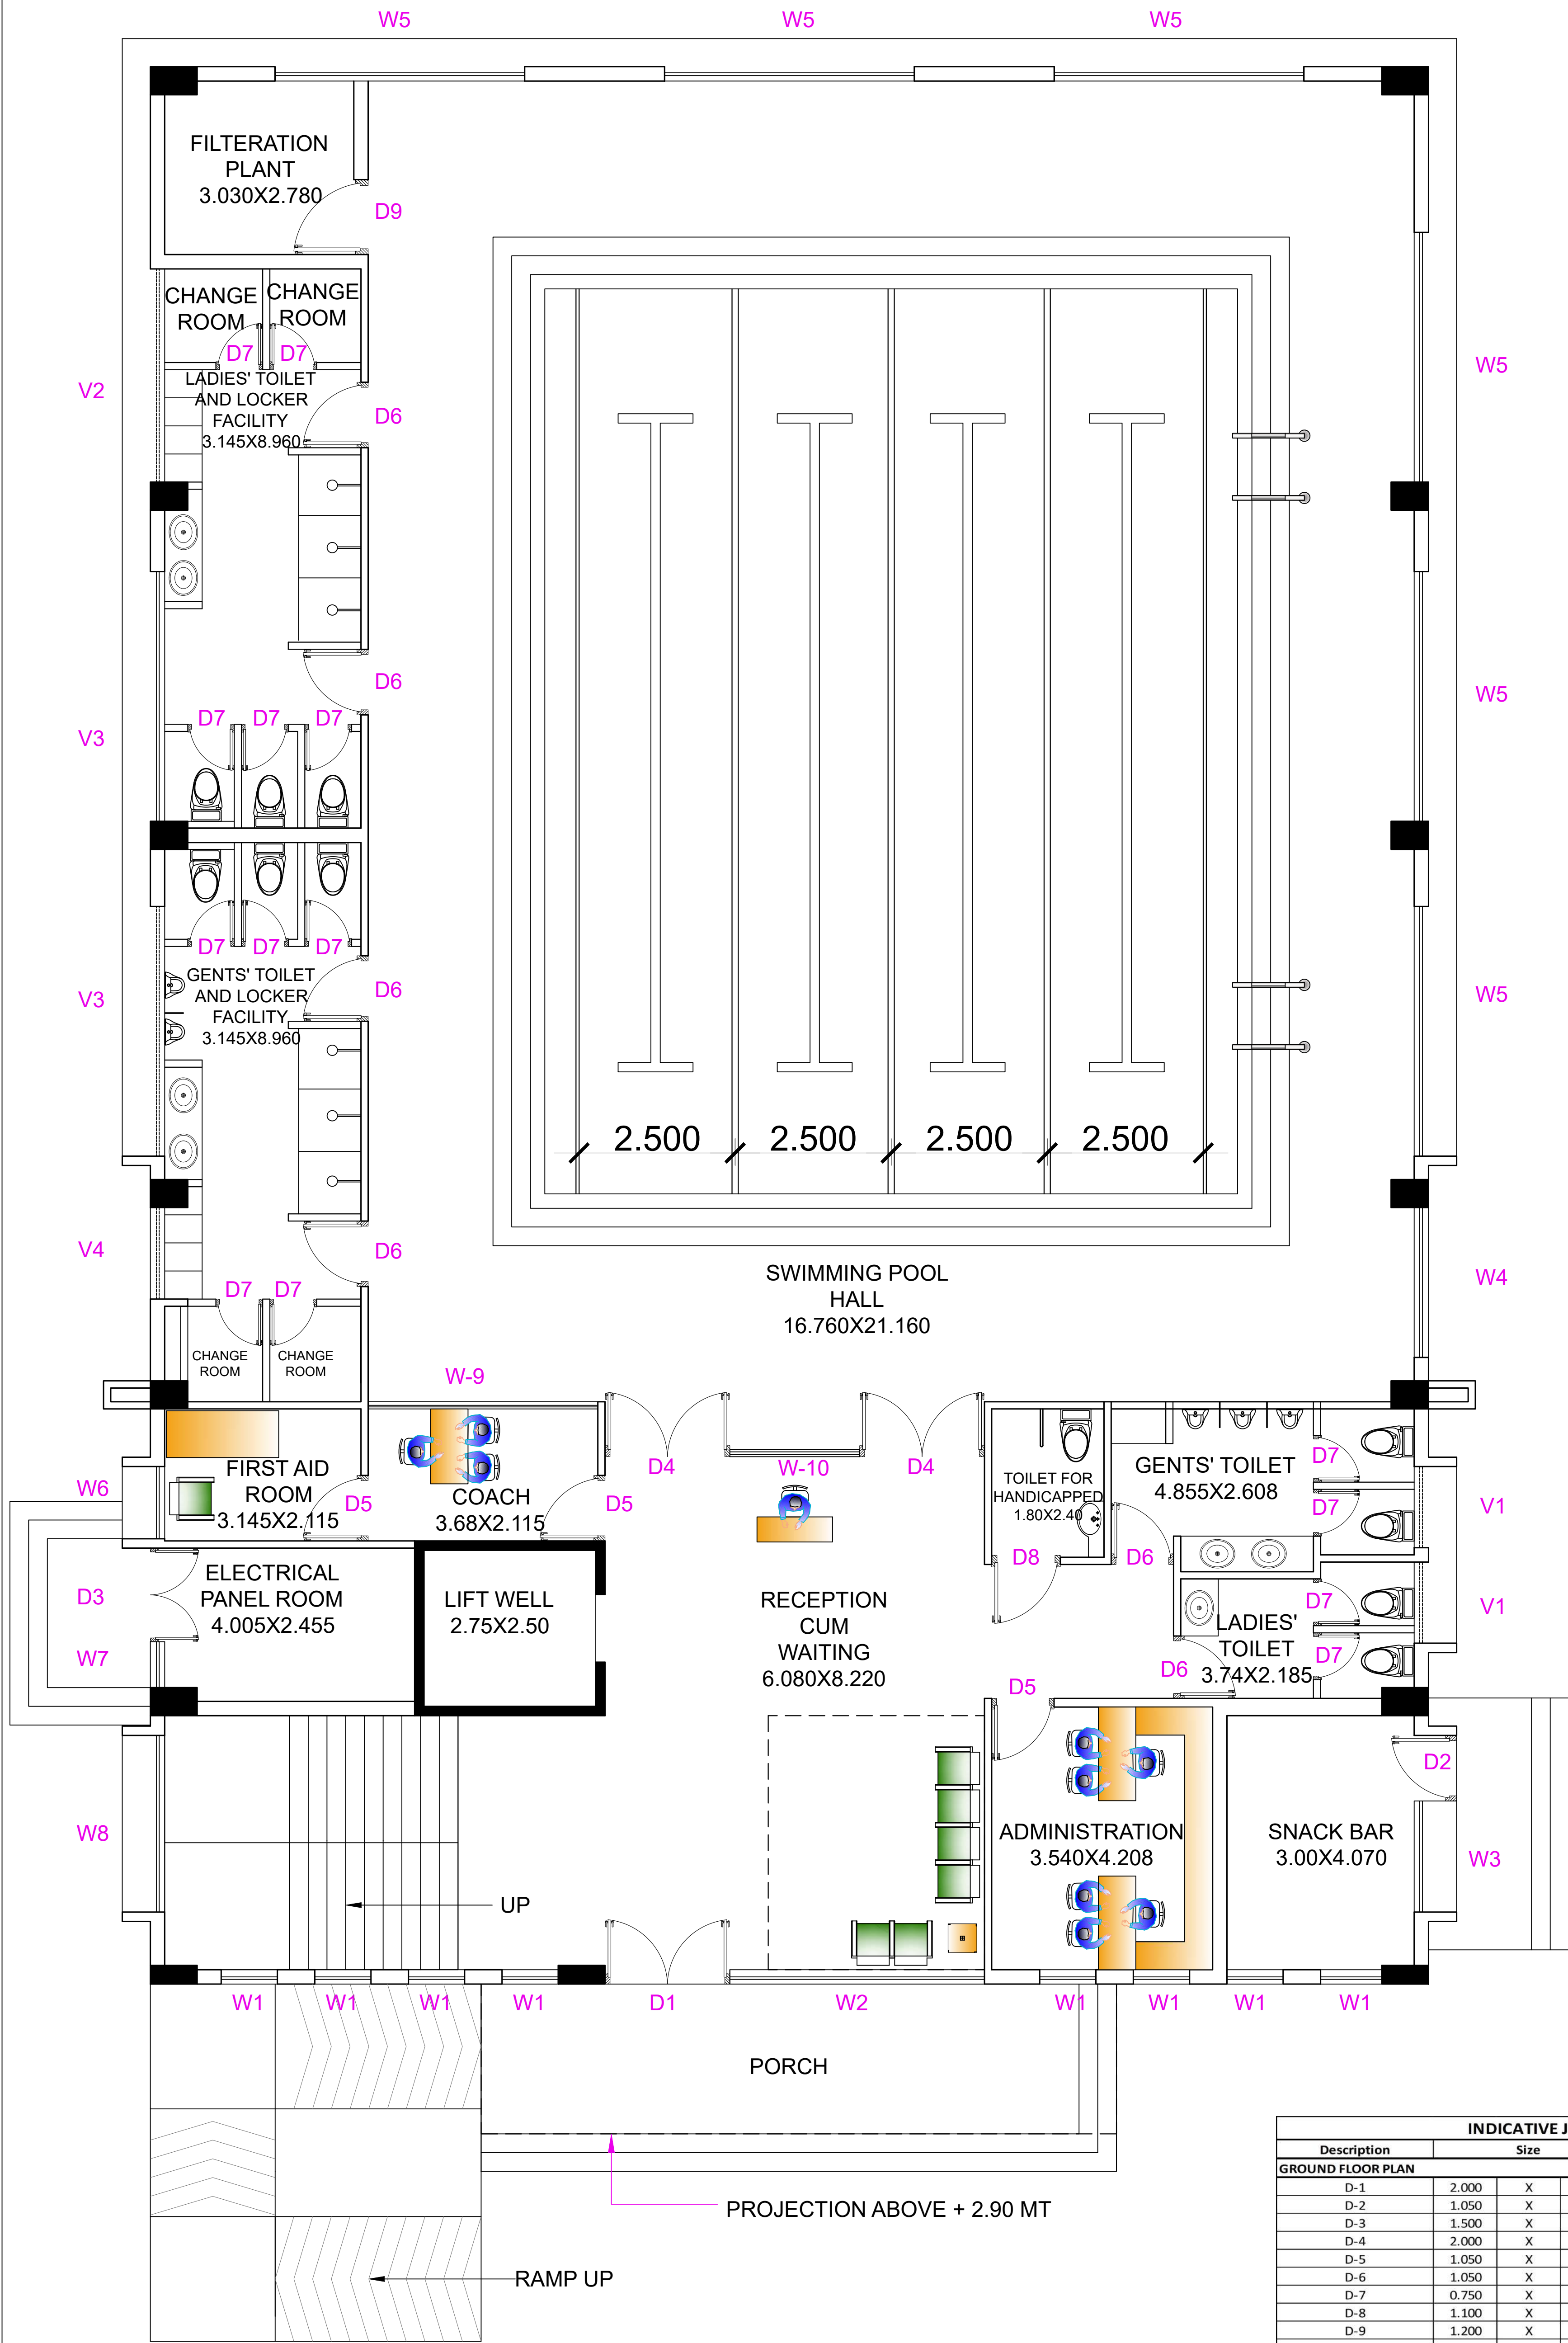 W5 W5 W5
FILTERATION
PLANT
3.030X2.780
D9
CHANGE
ROOM
CHANGE
ROOM
D7 D7
LADIES' TOILET
AND LOCKER
FACILITY
3.145X8.960
V2
D6
W5
D6
D7 D7 D7
V3
W5
D7 D7 D7
GENTS' TOILET
AND LOCKER
FACILITY
3.145X8.960
V3
D6
W5
2.500 2.500 2.500 2.500
V4
D6
D7 D7
SWIMMING POOL
HALL
16.760X21.160
W4
CHANGE
ROOM
CHANGE
ROOM
W-9
FIRST AID
ROOM
3.145X2.115
W6
D5
COACH
3.68X2.115
D5
D4
W-10
D4
TOILET FOR
HANDICAPPED
1.80X2.40
GENTS' TOILET
4.855X2.608
D7
D7
V1
D8
D6
ELECTRICAL
PANEL ROOM
4.005X2.455
D3
W7
LIFT WELL
2.75X2.50
RECEPTION
CUM
WAITING
6.080X8.220
LADIES'
TOILET
3.74X2.185
D7
D7
V1
D6
D5
D2
W8
ADMINISTRATION
3.540X4.208
SNACK BAR
3.00X4.070
W3
UP
W1 W1 W1 W1 D1 W2 W1 W1 W1 W1
PORCH
PROJECTION ABOVE + 2.90 MT
RAMP UP
INDICATIVE J
Description Size
GROUND FLOOR PLAN
D-1 2.000 X
D-2 1.050 X
D-3 1.500 X
D-4 2.000 X
D-5 1.050 X
D-6 1.050 X
D-7 0.750 X
D-8 1.100 X
D-9 1.200 X